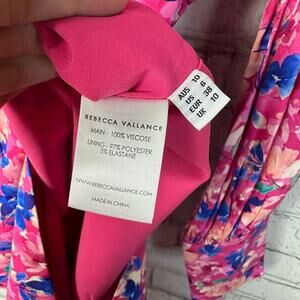 AUS 10
US 6
EUR 38
UK 10
REBECCA VALLANCE
MAIN - 100% VISCOSE
LINING - 97% POLYESTER
3% ELASTANE
WWW.REBECCAVALLANCE.COM
MADE IN CHINA